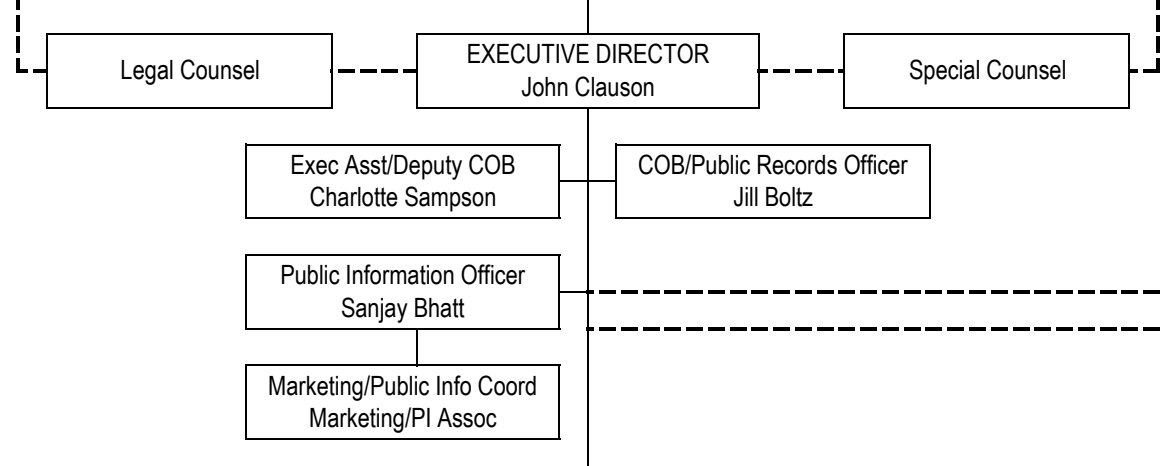 Legal Counsel
EXECUTIVE DIRECTOR
John Clauson
Special Counsel
Exec Asst/Deputy COB
Charlotte Sampson
COB/Public Records Officer
Jill Boltz
Public Information Officer
Sanjay Bhatt
Marketing/Public Info Coord
Marketing/PI Assoc